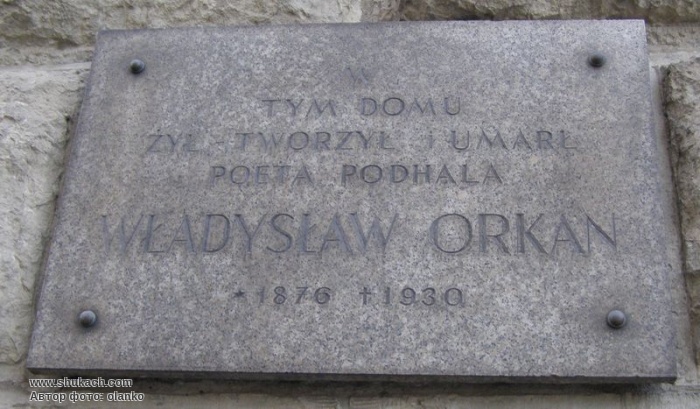 W
TYM DOMU
ŻYŁ - TWORZYŁ i UMARŁ
POETA PODHALA
WŁADYSŁAW ORKAN
* 1876 † 1930
www.shukach.com
Автор фото: olanko